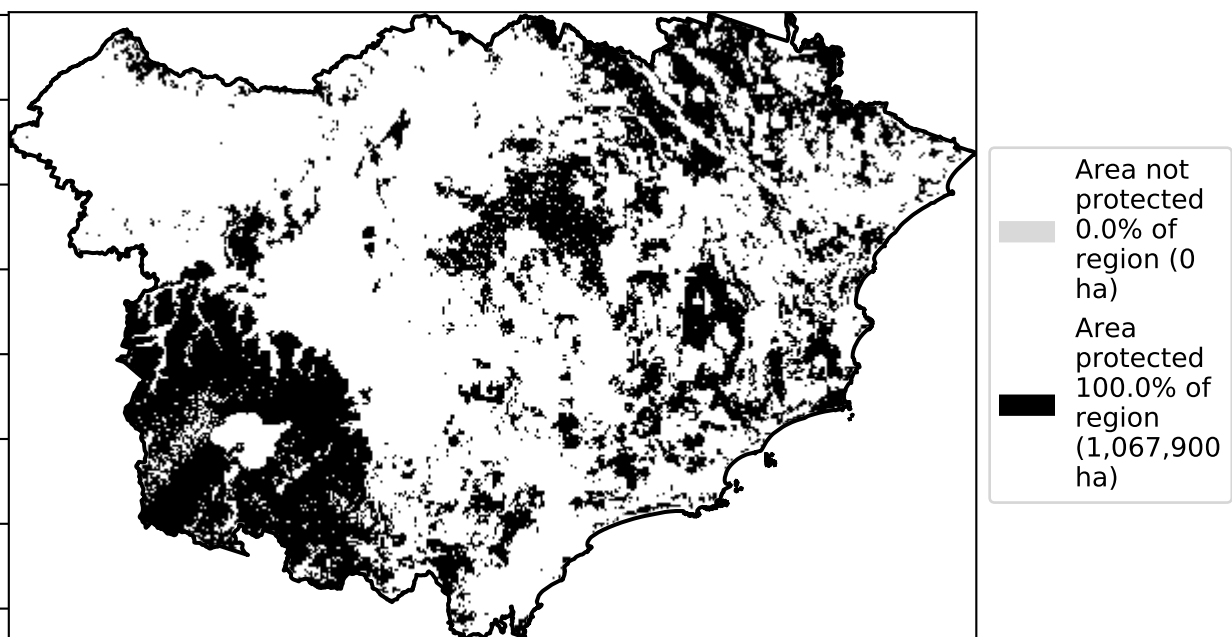 Area not
protected
0.0% of
region (0
ha)
Area
protected
100.0% of
region
(1,067,900
ha)